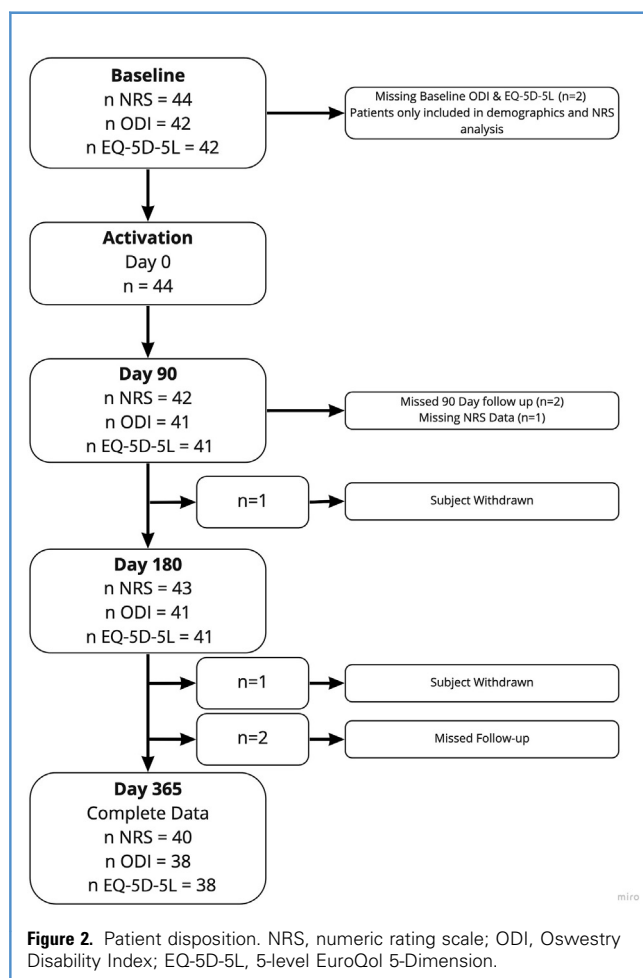 Baseline
n NRS = 44
n ODI = 42
n EQ-5D-5L = 42
Missing Baseline ODI & EQ-5D-5L (n=2)
Patients only included in demographics and NRS
analysis
Activation
Day 0
n = 44
Day 90
n NRS = 42
n ODI = 41
n EQ-5D-5L = 41
Missed 90 Day follow up (n=2)
Missing NRS Data (n=1)
n=1
Subject Withdrawn
Day 180
n NRS = 43
n ODI = 41
n EQ-5D-5L = 41
n=1
Subject Withdrawn
n=2
Missed Follow-up
Day 365
Complete Data
n NRS = 40
n ODI = 38
n EQ-5D-5L = 38
miro
Figure 2. Patient disposition. NRS, numeric rating scale; ODI, Oswestry
Disability Index; EQ-5D-5L, 5-level EuroQol 5-Dimension.